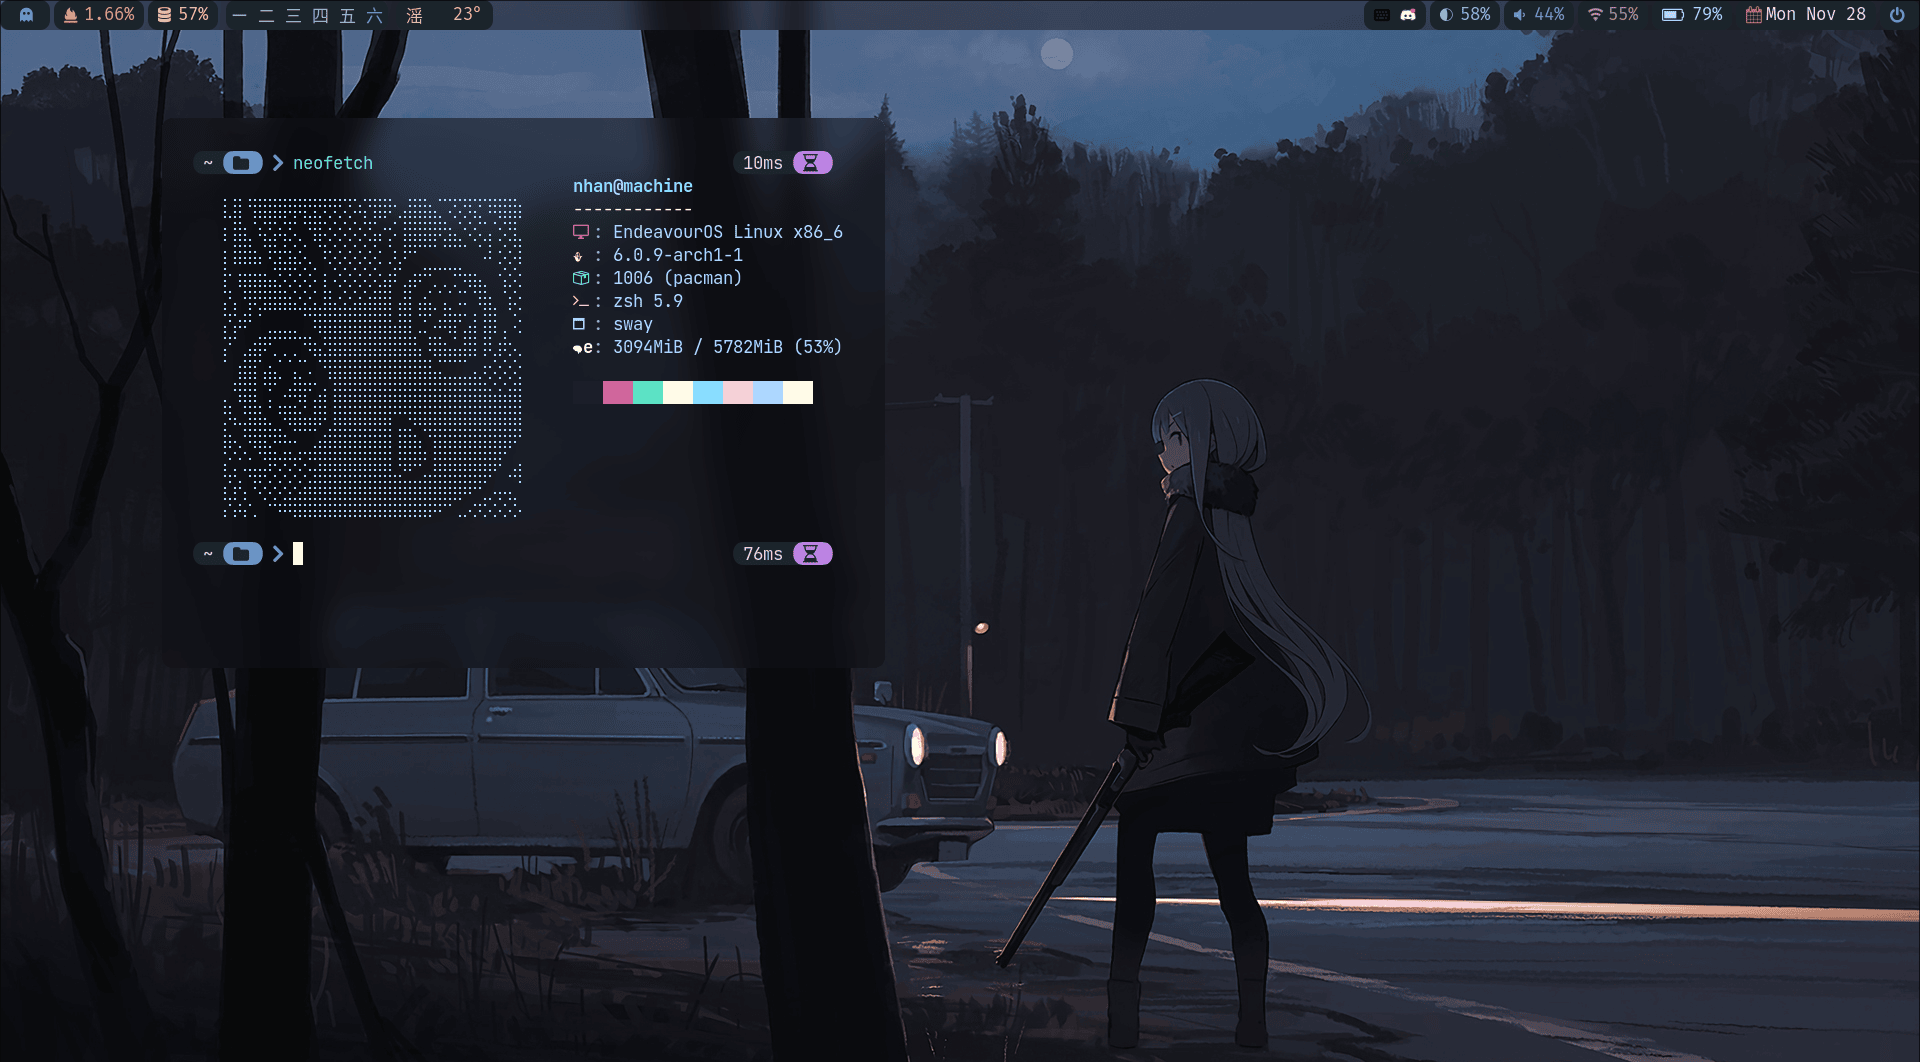 1.66% 57% 一 二 三 四 五 六 滛 23° 58% 44% 55% 79% Mon Nov 28
~ neofetch 10ms
nhan@machine
------------
: EndeavourOS Linux x86_6
: 6.0.9-arch1-1
: 1006 (pacman)
: zsh 5.9
: sway
e: 3094MiB / 5782MiB (53%)
~ 76ms